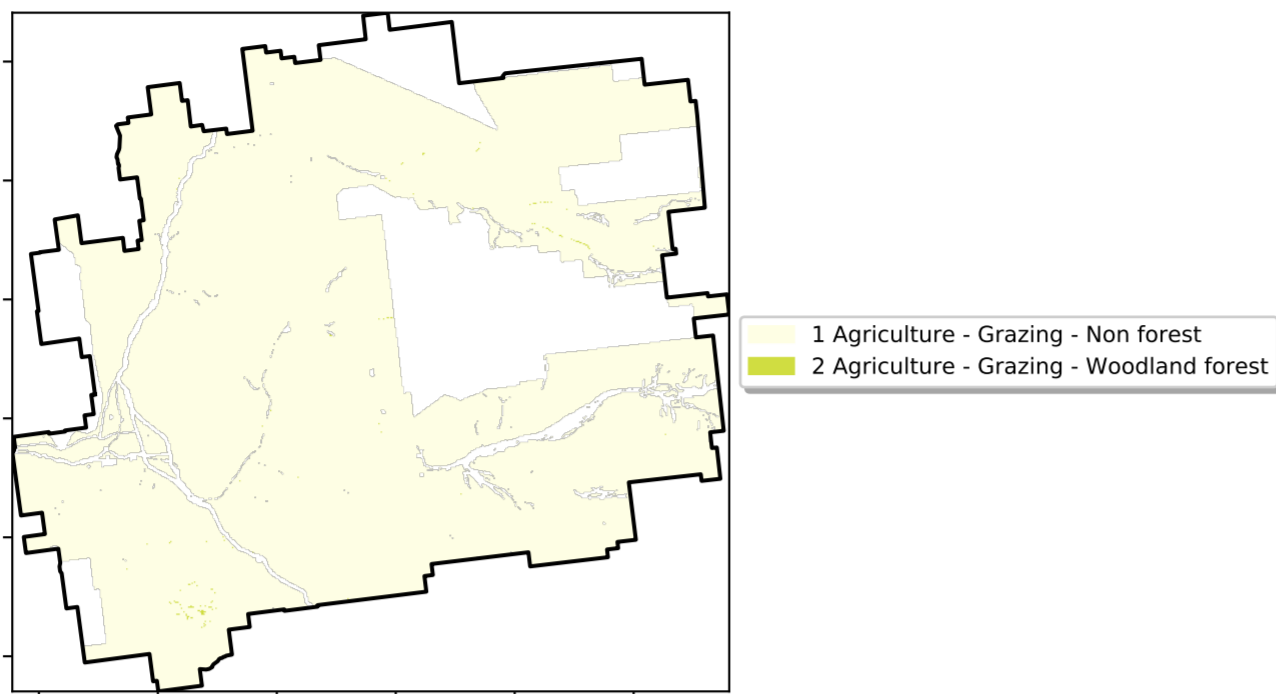 1 Agriculture - Grazing - Non forest
2 Agriculture - Grazing - Woodland forest